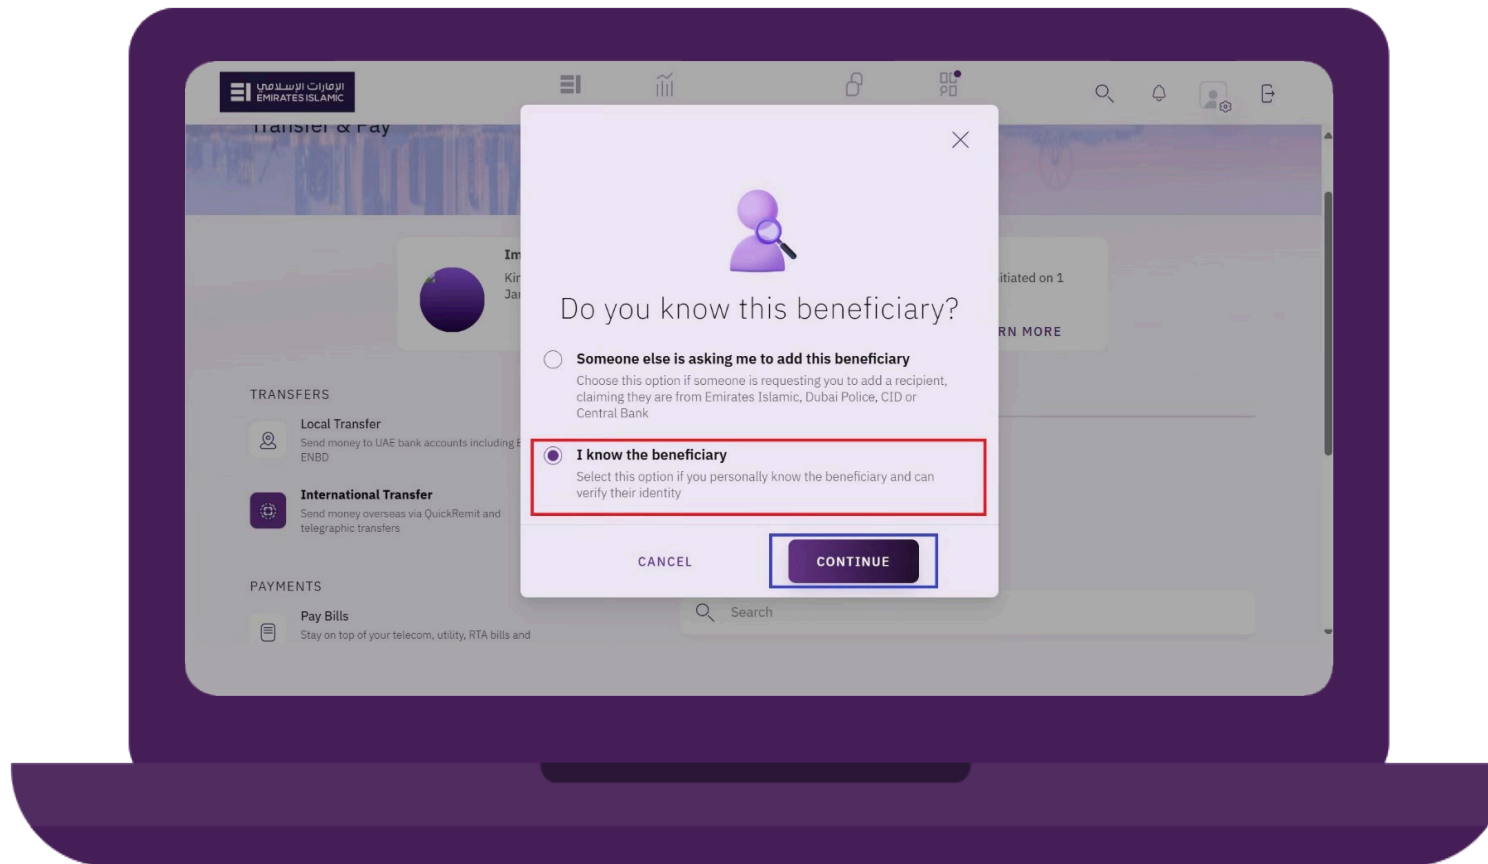 الإمارات الإسلامي
EMIRATES ISLAMIC
Transfer & Pay
Do you know this beneficiary?
Someone else is asking me to add this beneficiary
Choose this option if someone is requesting you to add a recipient,
claiming they are from Emirates Islamic, Dubai Police, CID or
Central Bank
I know the beneficiary
Select this option if you personally know the beneficiary and can
verify their identity
CANCEL
CONTINUE
itiated on 1
RN MORE
TRANSFERS
Local Transfer
Send money to UAE bank accounts including
ENBD
International Transfer
Send money overseas via QuickRemit and
telegraphic transfers
PAYMENTS
Pay Bills
Stay on top of your telecom, utility, RTA bills and
Search